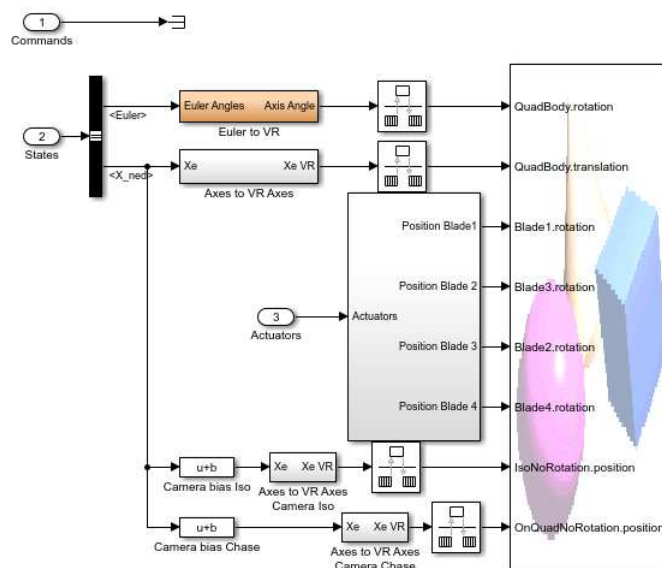 1
Commands
<Euler>
Euler Angles Axis Angle
Euler to VR
QuadBody.rotation
2
States
<X_ned>
Xe Xe VR
Axes to VR Axes
QuadBody.translation
Position Blade1
Blade1.rotation
Position Blade 2
Blade3.rotation
3
Actuators
Actuators
Position Blade 3
Blade2.rotation
Position Blade 4
Blade4.rotation
u+b
Camera bias Iso
Xe Xe VR
Axes to VR Axes
Camera Iso
IsoNoRotation.position
u+b
Camera bias Chase
Xe Xe VR
Axes to VR Axes
Camera Chase
OnQuadNoRotation.position